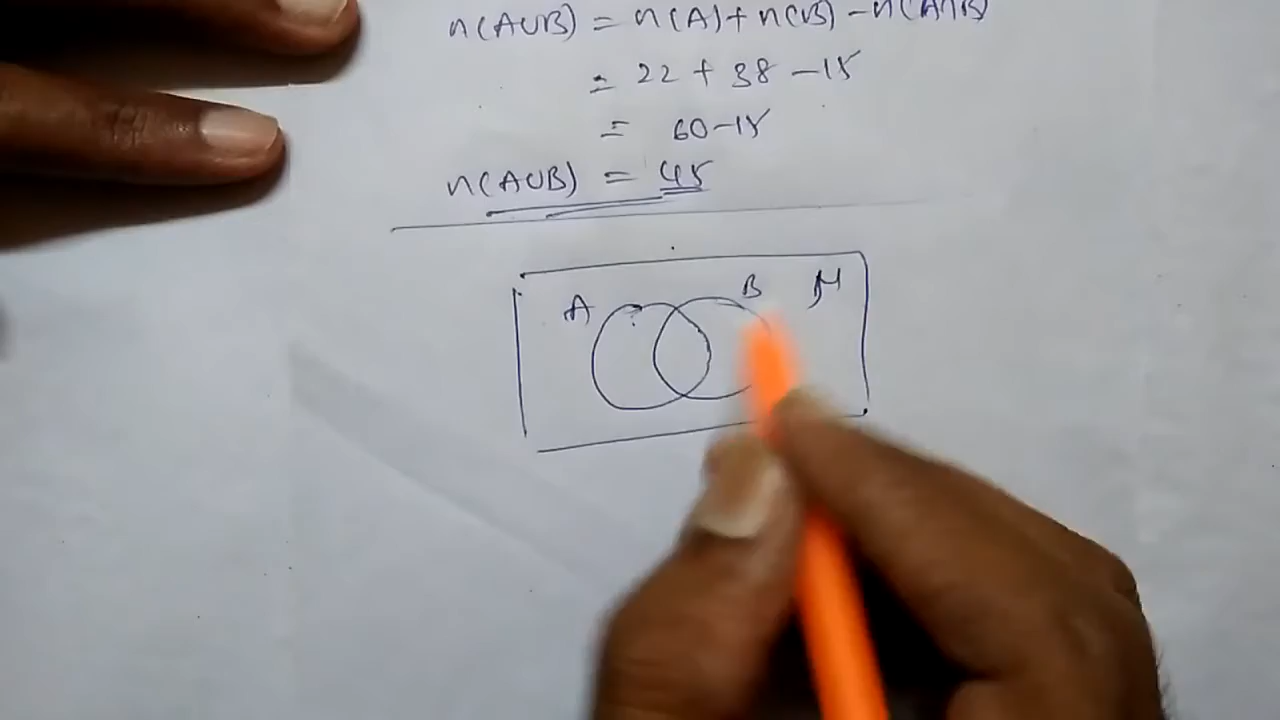 n(A∪B) = n(A) + n(B) - n(A∩B)
= 22 + 38 - 15
= 60 - 15
n(A∪B) = 45
A B μ